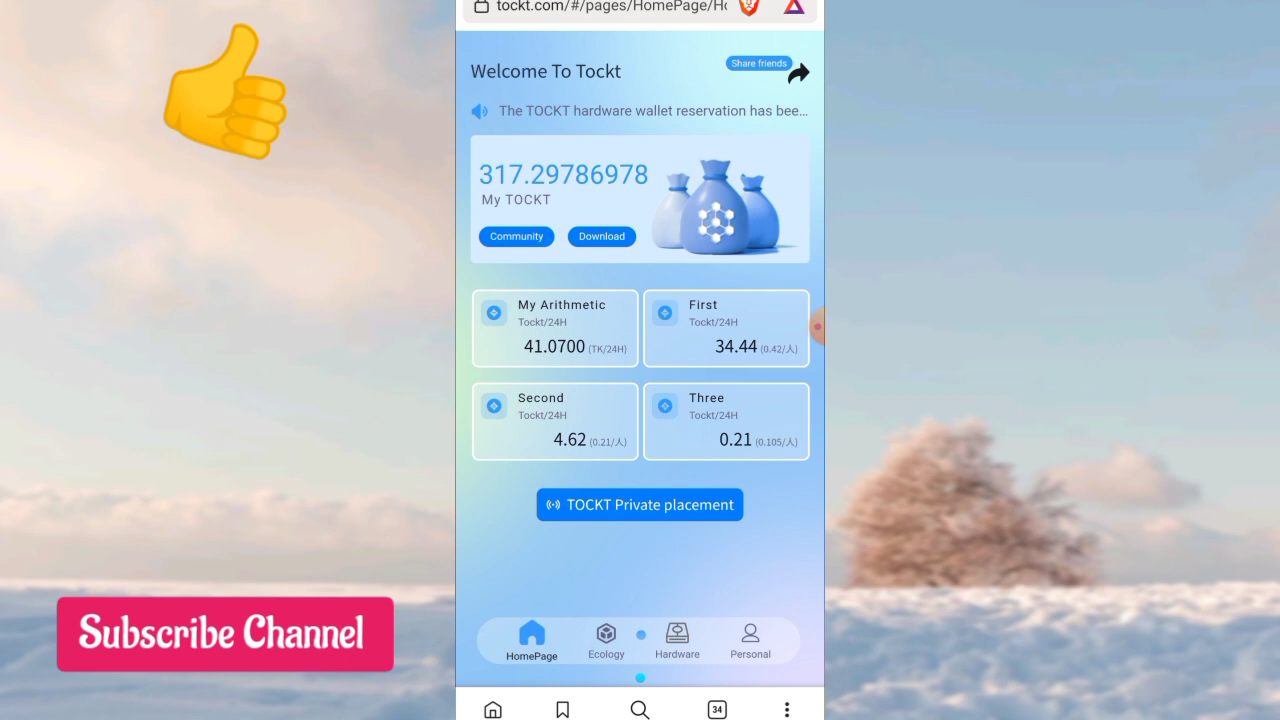 tockt.com/#/pages/HomePage/Ho
Share friends
Welcome To Tockt
The TOCKT hardware wallet reservation has bee...
317.29786978
My TOCKT
Community
Download
My Arithmetic
Tockt/24H
41.0700 (TK/24H)
First
Tockt/24H
34.44 (0.42/人)
Second
Tockt/24H
4.62 (0.21/人)
Three
Tockt/24H
0.21 (0.105/人)
TOCKT Private placement
Subscribe Channel
HomePage
Ecology
Hardware
Personal
34